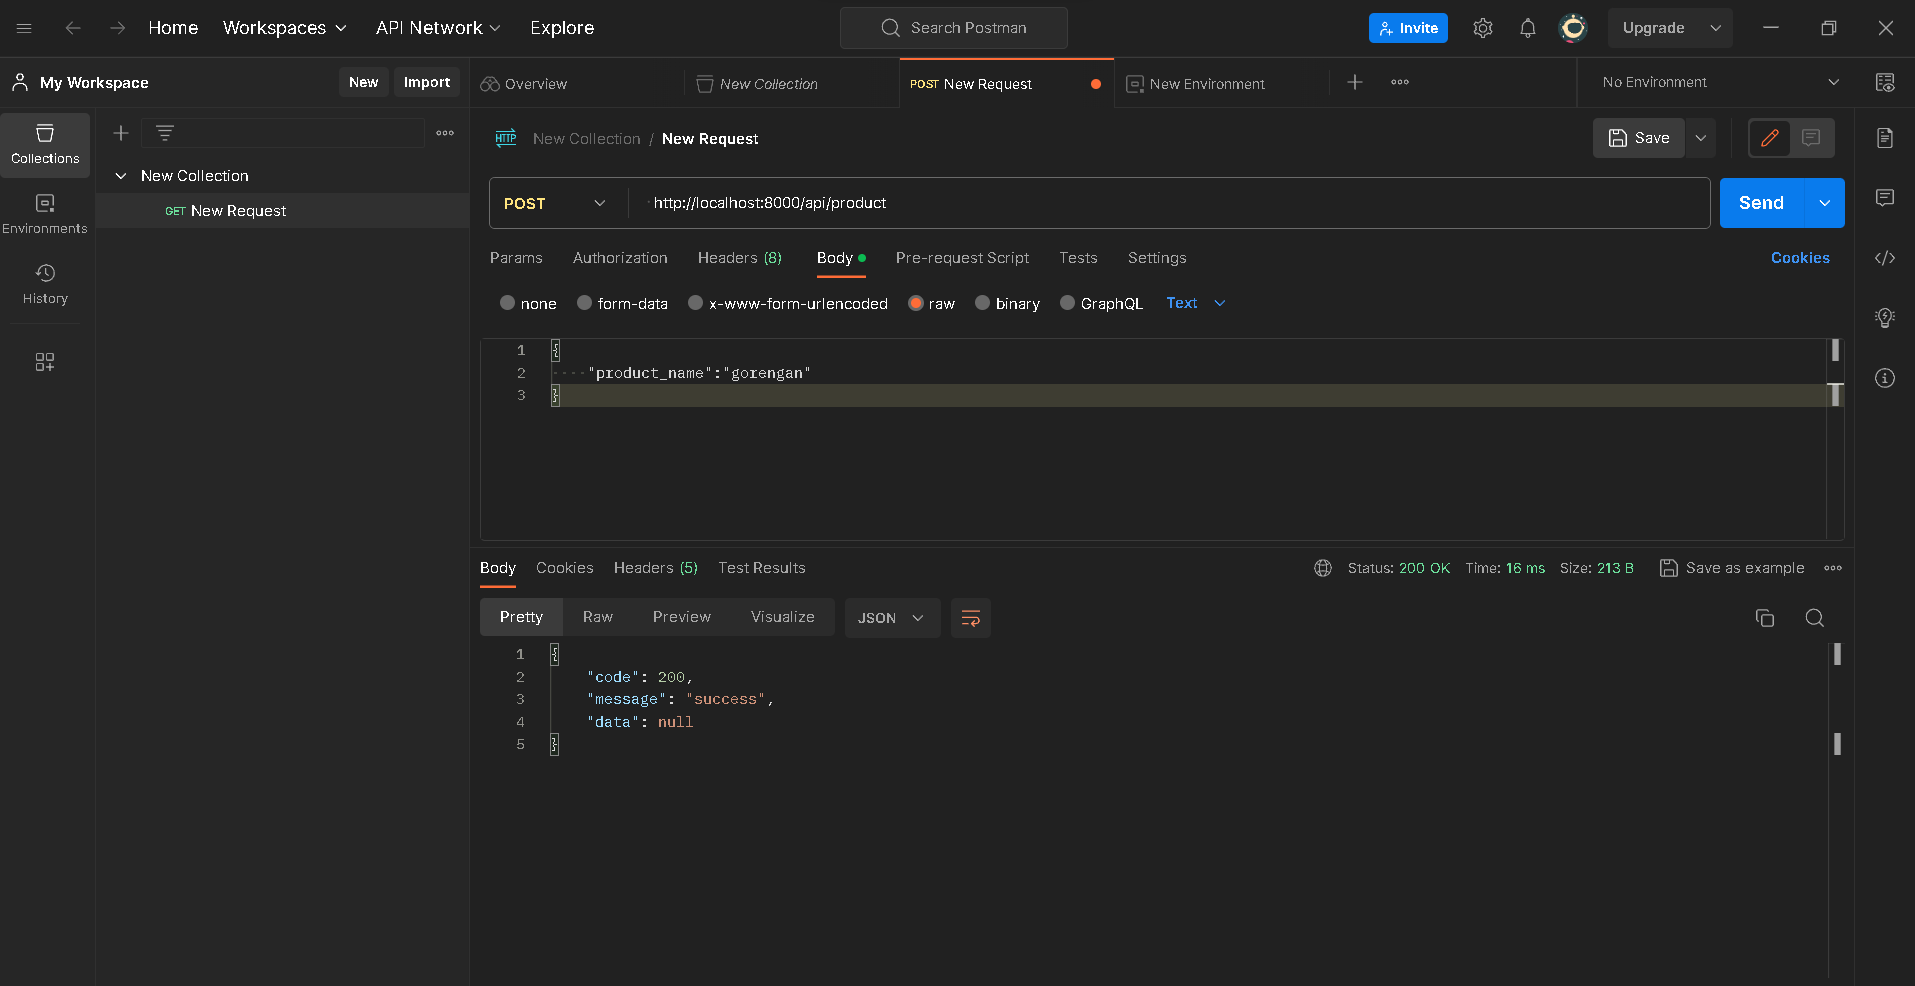 Home Workspaces API Network Explore Search Postman Invite Upgrade
My Workspace New Import Overview New Collection POST New Request New Environment No Environment
Collections
Environments
History
New Collection
GET New Request
HTTP New Collection / New Request Save
POST http://localhost:8000/api/product Send
Params Authorization Headers (8) Body Pre-request Script Tests Settings Cookies
none form-data x-www-form-urlencoded raw binary GraphQL Text
1 {
2 "product_name":"gorengan"
3 }
Body Cookies Headers (5) Test Results Status: 200 OK Time: 16 ms Size: 213 B Save as example
Pretty Raw Preview Visualize JSON
1 {
2 "code": 200,
3 "message": "success",
4 "data": null
5 }